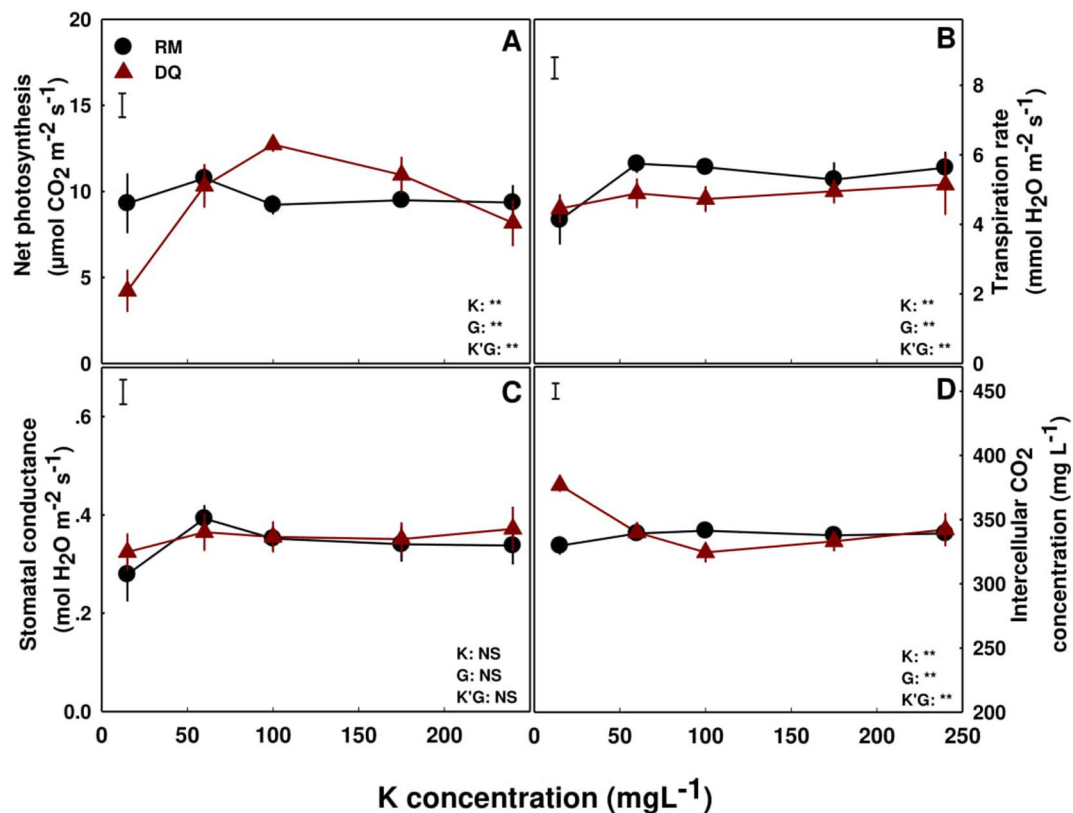 20
15
10
5
0
Net photosynthesis
(µmol CO2 m-2 s-1)
RM
DQ
A
K: **
G: **
K'G: **
B
8
6
4
2
0
Transpiration rate
(mmol H2O m-2 s-1)
K: **
G: **
K'G: **
.6
.4
.2
0.0
Stomatal conductance
(mol H2O m-2 s-1)
C
K: NS
G: NS
K'G: NS
D
450
400
350
300
250
200
Intercellular CO2
concentration (mg L-1)
K: **
G: **
K'G: **
0 50 100 150 200 0 50 100 150 200 250
K concentration (mgL-1)